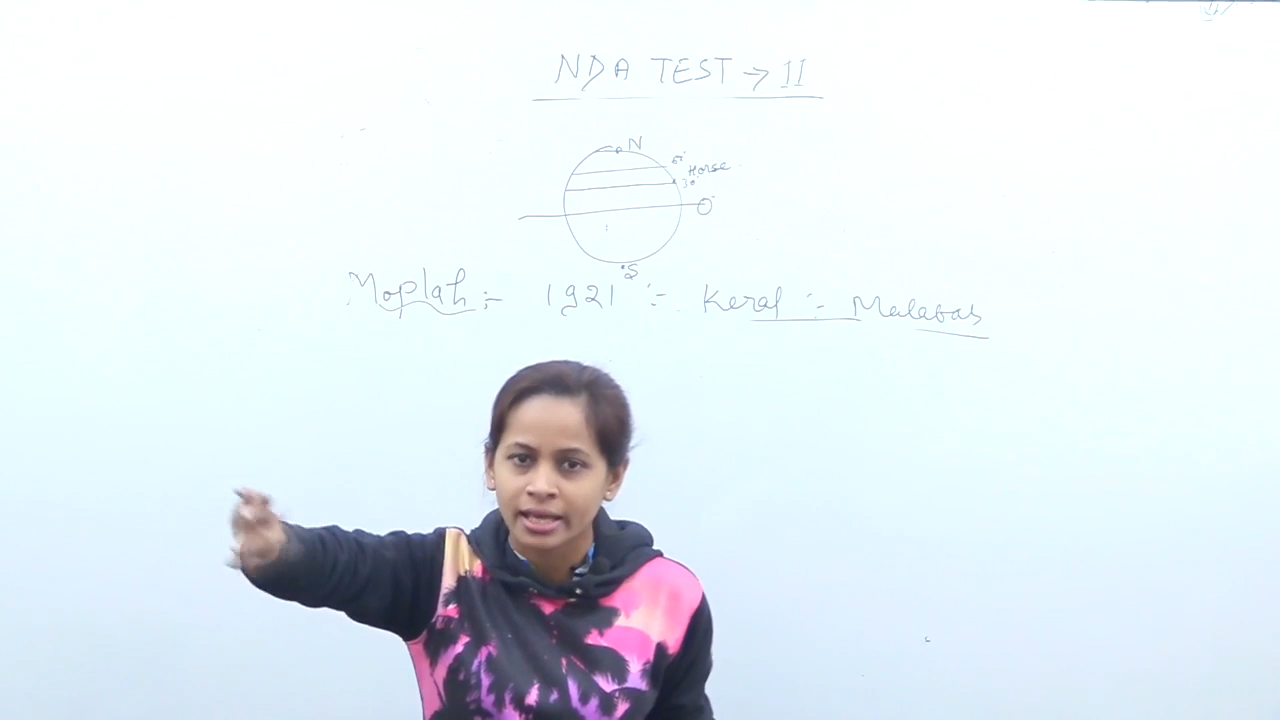 NDA TEST → II
N
60°
Horse
30°
0°
S
Moplah :- 1921 :- Keral :- Malabar